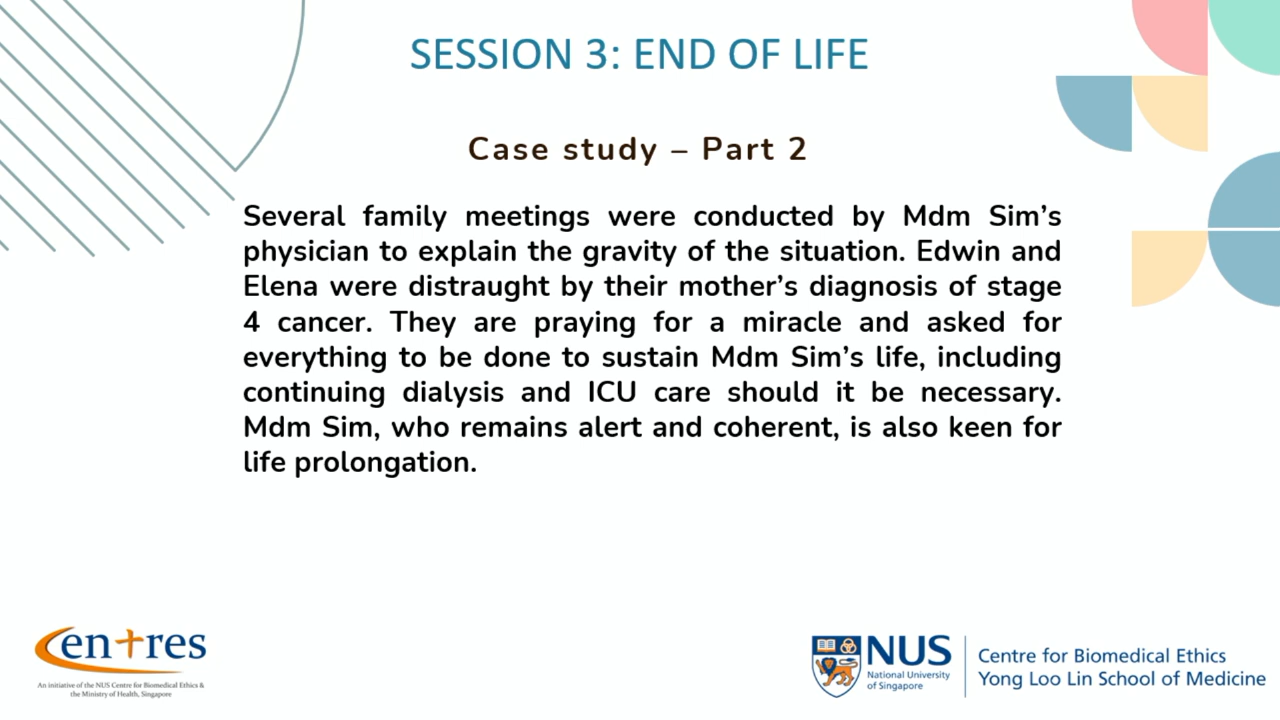 SESSION 3: END OF LIFE
Case study – Part 2
Several family meetings were conducted by Mdm Sim’s
physician to explain the gravity of the situation. Edwin and
Elena were distraught by their mother’s diagnosis of stage
4 cancer. They are praying for a miracle and asked for
everything to be done to sustain Mdm Sim’s life, including
continuing dialysis and ICU care should it be necessary.
Mdm Sim, who remains alert and coherent, is also keen for
life prolongation.
Centres
An initiative of the NUS Centre for Biomedical Ethics &
the Ministry of Health, Singapore
NUS
National University
of Singapore
Centre for Biomedical Ethics
Yong Loo Lin School of Medicine